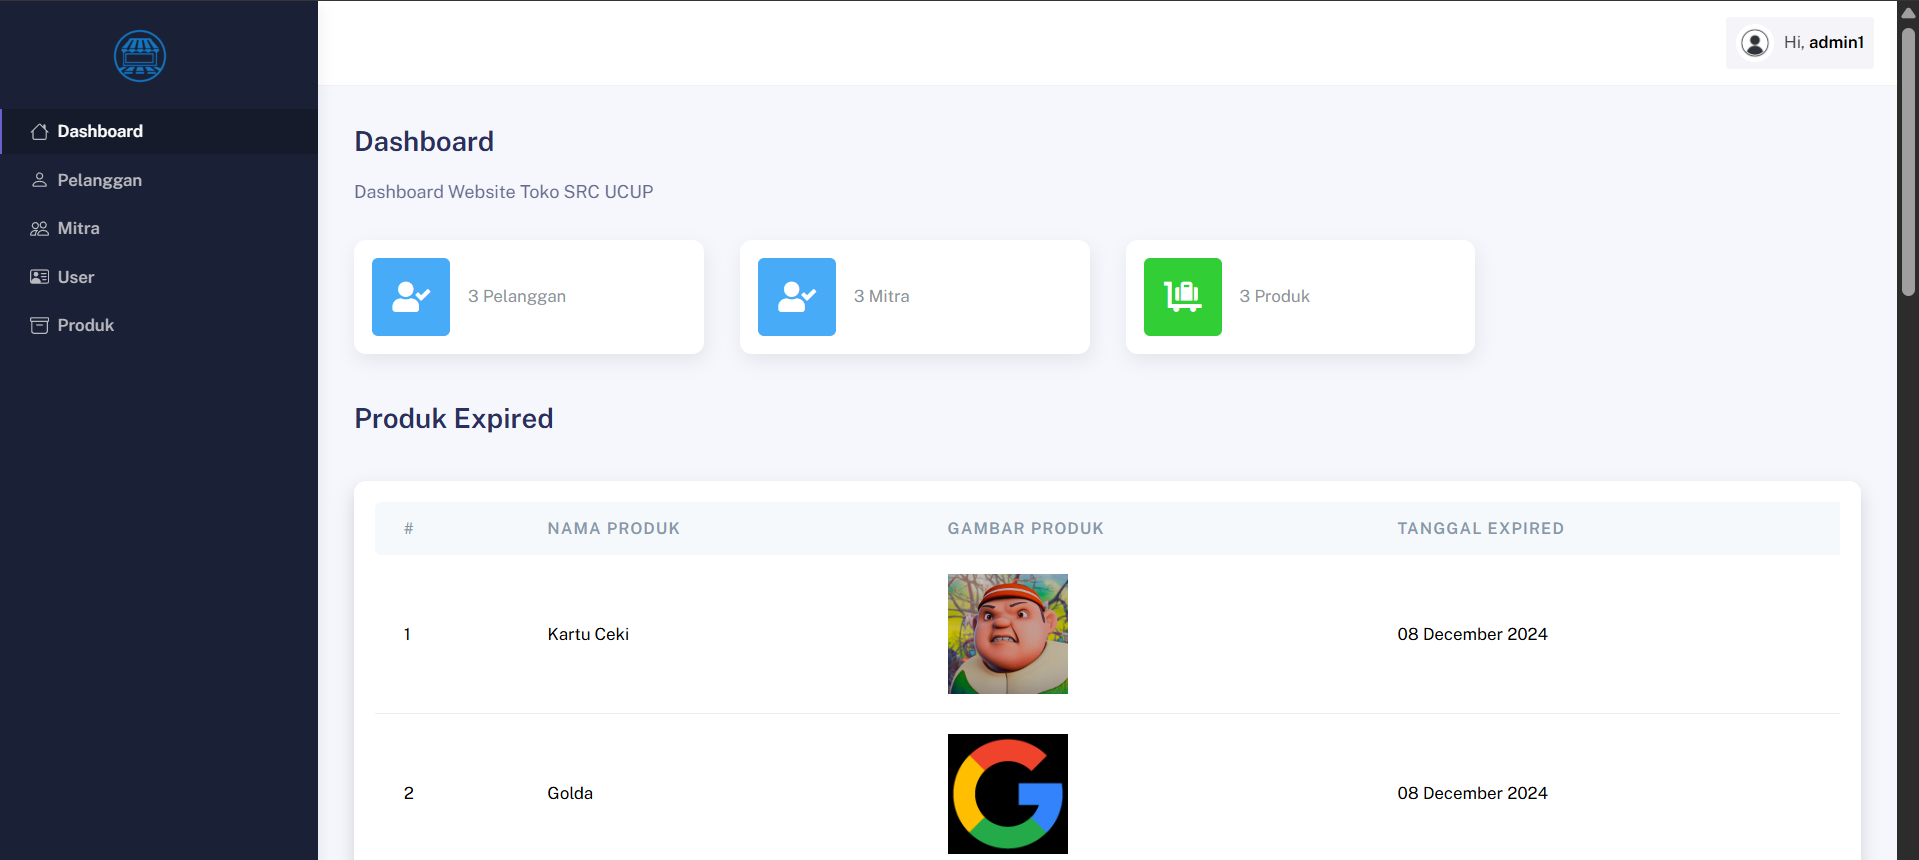 Hi, admin1
Dashboard
Pelanggan
Mitra
User
Produk
Dashboard
Dashboard Website Toko SRC UCUP
3 Pelanggan
3 Mitra
3 Produk
Produk Expired
# NAMA PRODUK GAMBAR PRODUK TANGGAL EXPIRED
1 Kartu Ceki 08 December 2024
2 Golda 08 December 2024